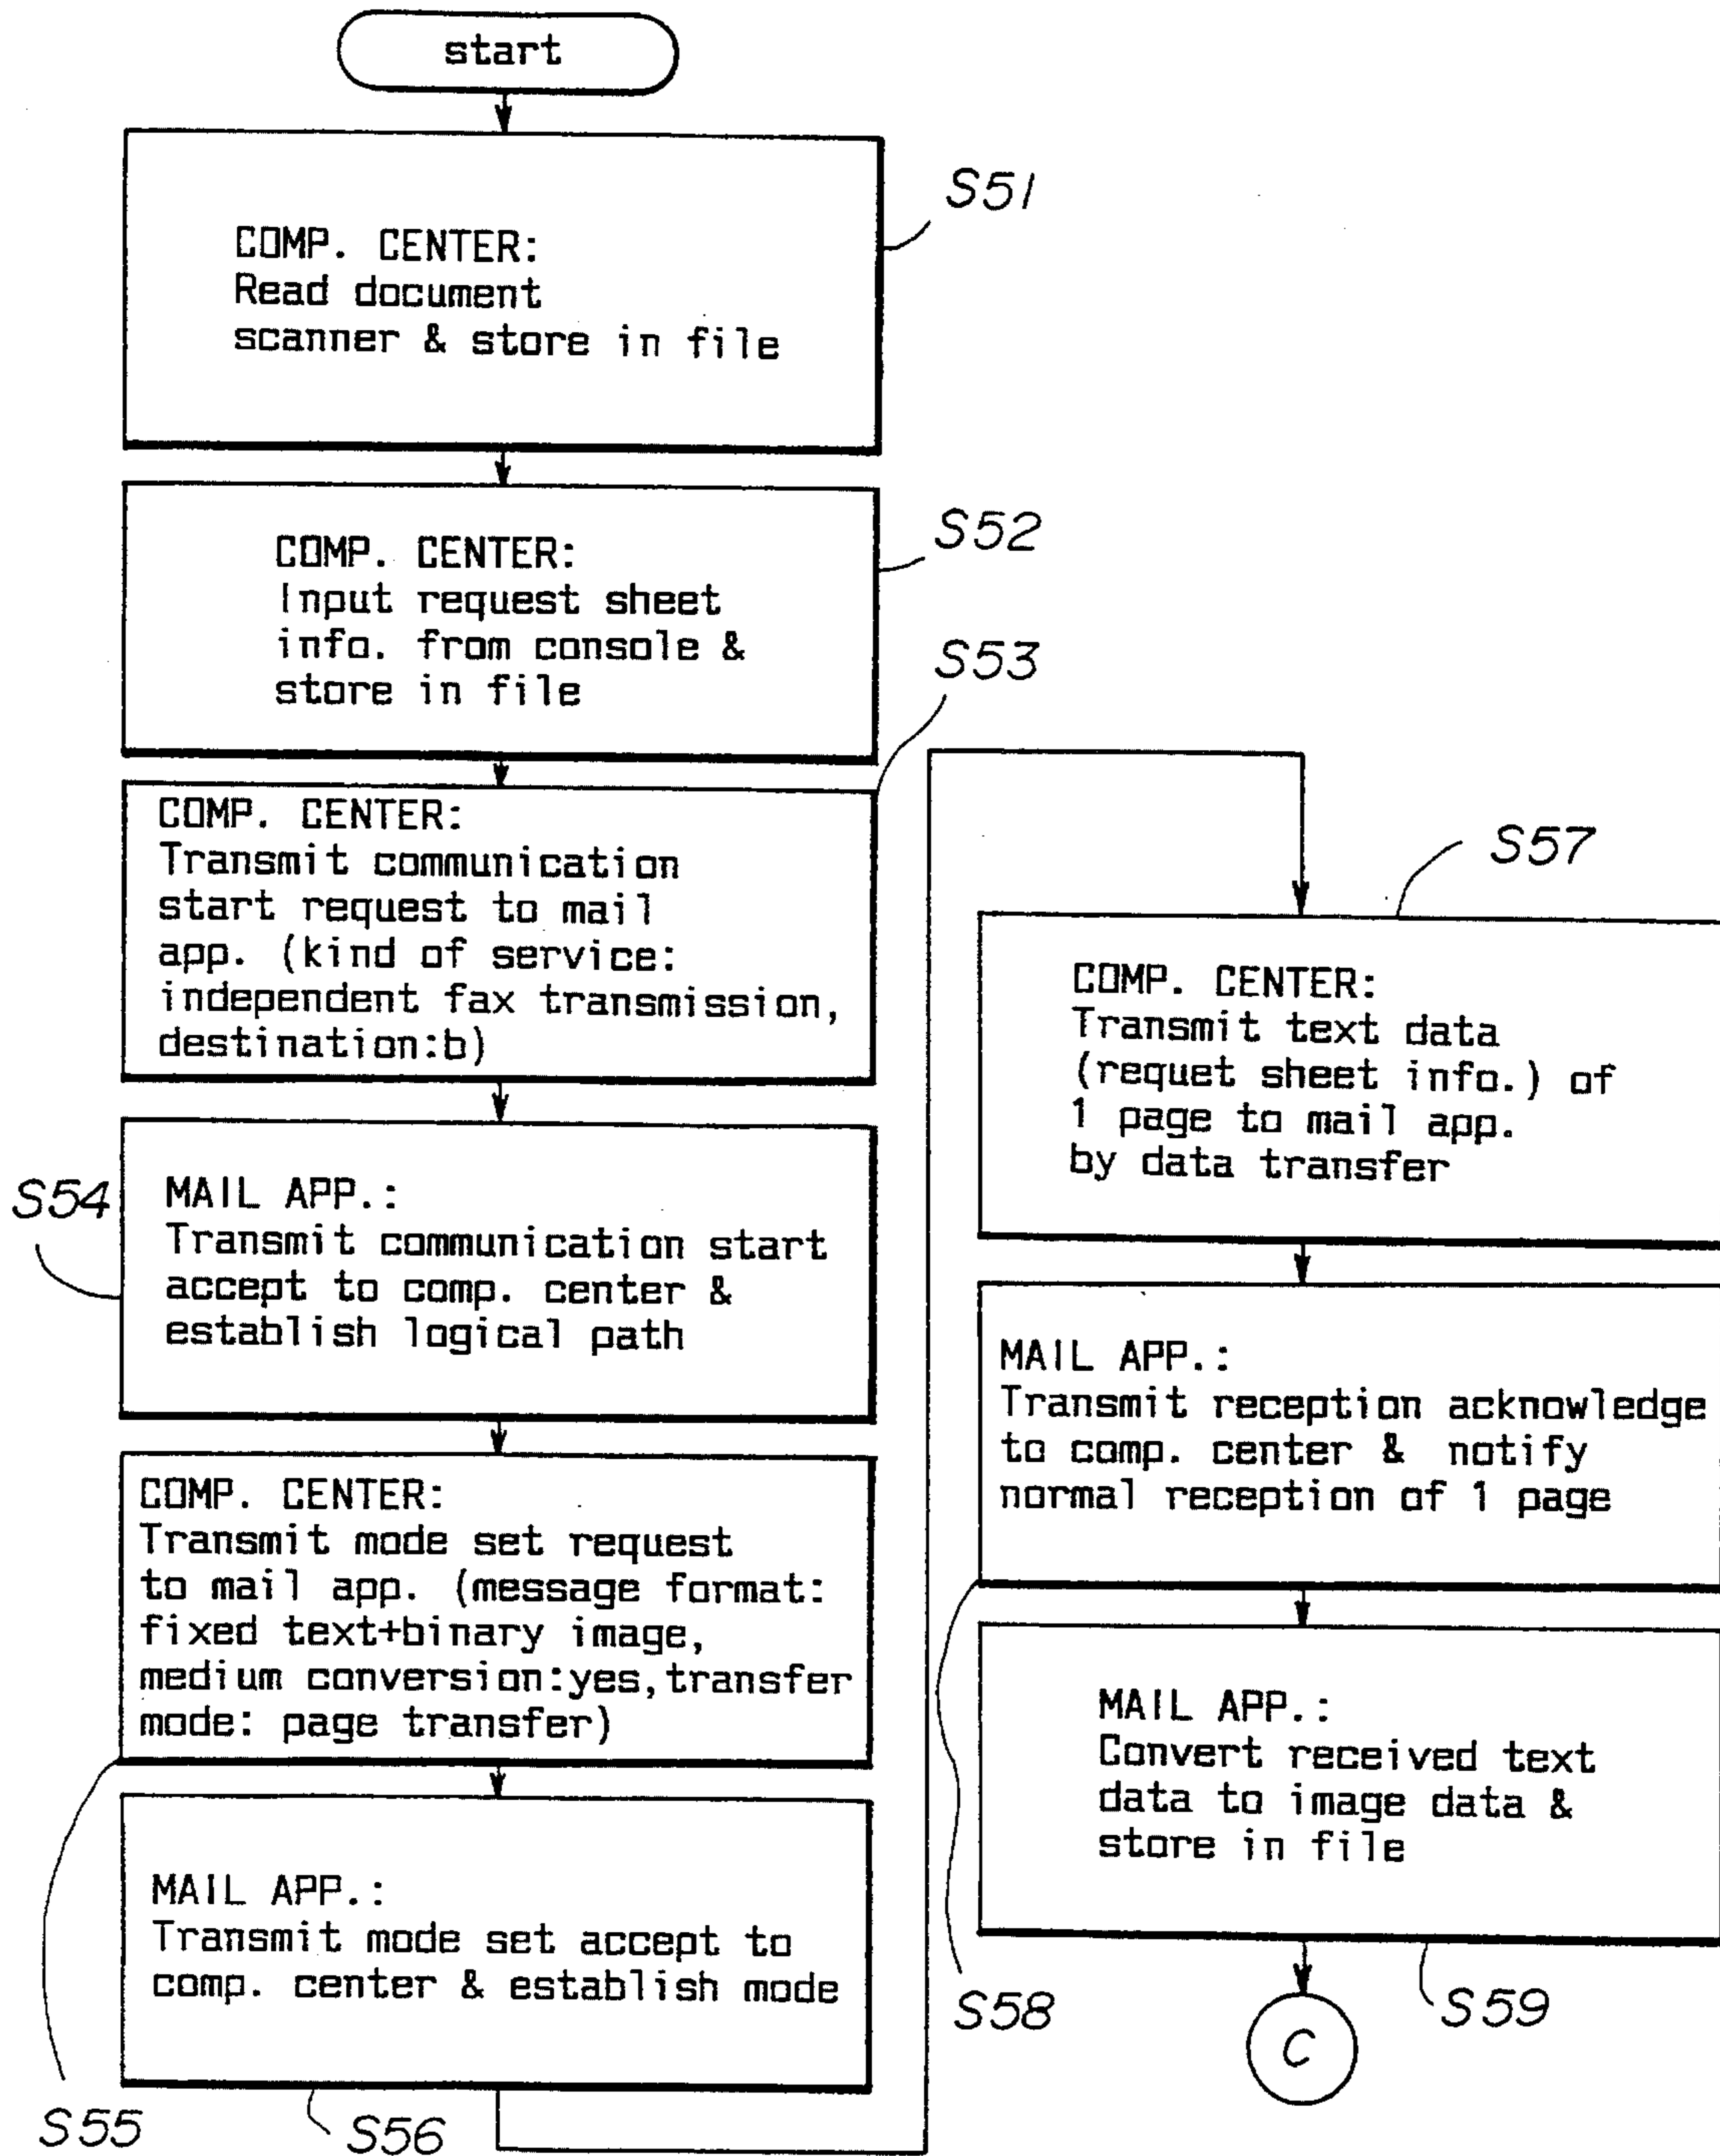 start
S51
COMP. CENTER:
Read document
scanner & store in file
S52
COMP. CENTER:
Input request sheet
info. from console &
store in file
S53
COMP. CENTER:
Transmit communication
start request to mail
app. (kind of service:
independent fax transmission,
destination:b)
S54
MAIL APP.:
Transmit communication start
accept to comp. center &
establish logical path
COMP. CENTER:
Transmit mode set request
to mail app. (message format:
fixed text+binary image,
medium conversion:yes,transfer
mode: page transfer)
S55
MAIL APP.:
Transmit mode set accept to
comp. center & establish mode
S56
S57
COMP. CENTER:
Transmit text data
(requet sheet info.) of
1 page to mail app.
by data transfer
MAIL APP.:
Transmit reception acknowledge
to comp. center & notify
normal reception of 1 page
S58
MAIL APP.:
Convert received text
data to image data &
store in file
S59
C